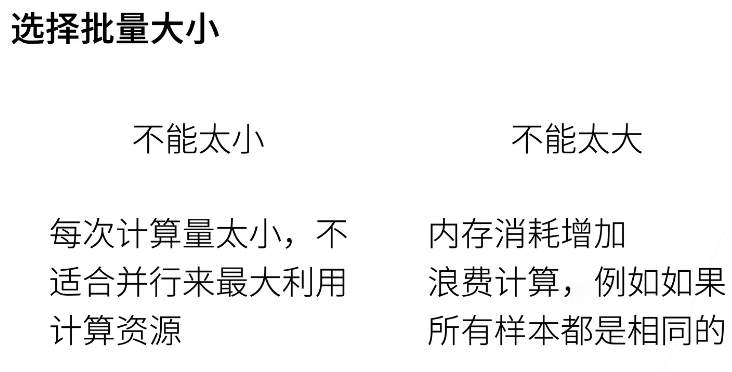 选择批量大小
不能太小
不能太大
每次计算量太小，不
适合并行来最大利用
计算资源
内存消耗增加
浪费计算，例如如果
所有样本都是相同的